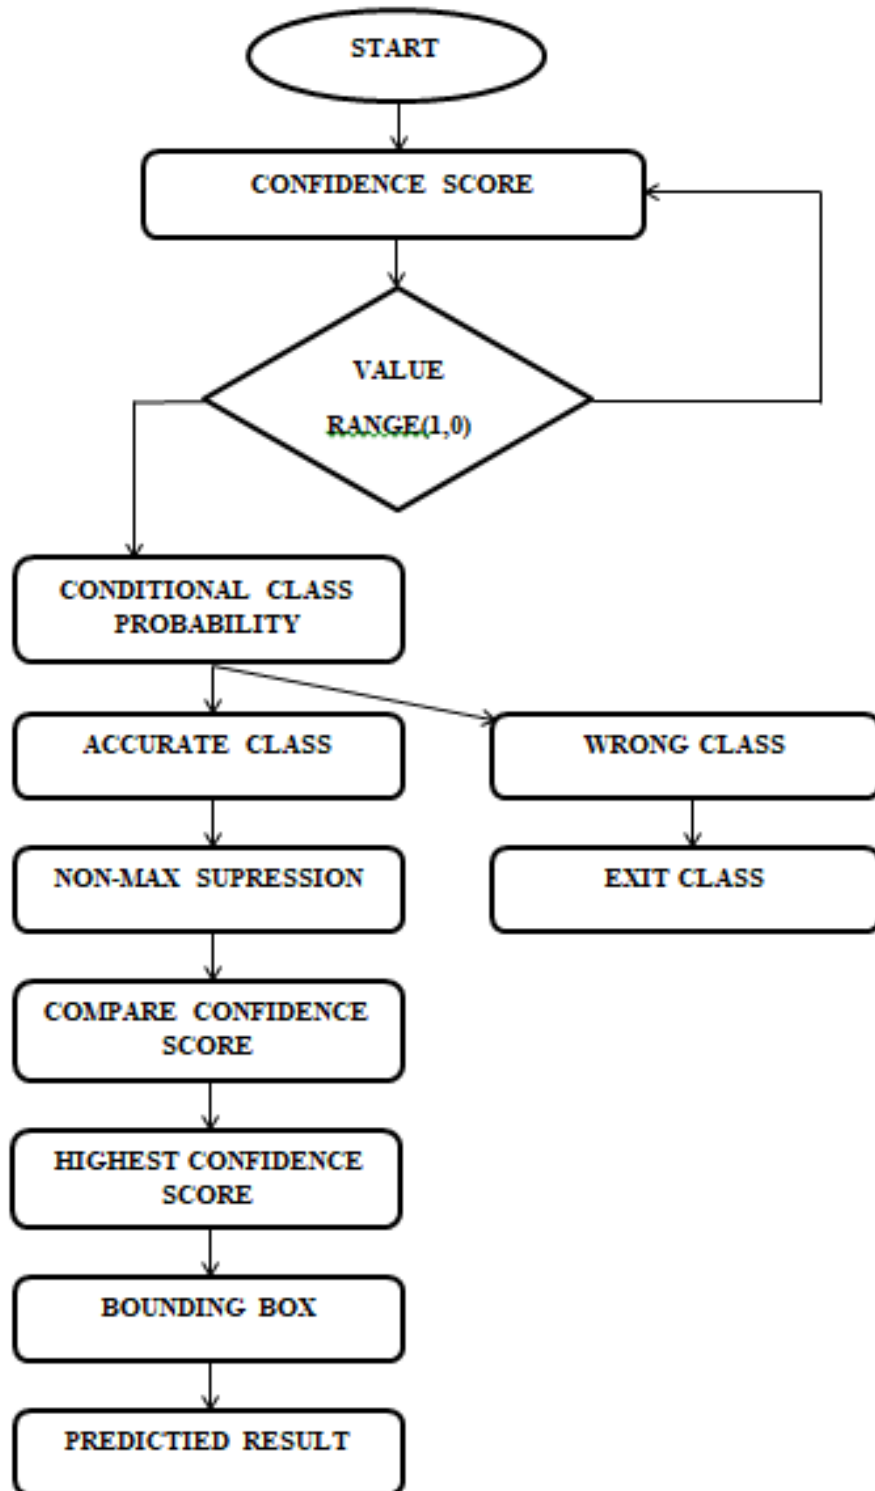 START
CONFIDENCE SCORE
VALUE
RANGE(1,0)
CONDITIONAL CLASS
PROBABILITY
ACCURATE CLASS
WRONG CLASS
NON-MAX SUPRESSION
EXIT CLASS
COMPARE CONFIDENCE
SCORE
HIGHEST CONFIDENCE
SCORE
BOUNDING BOX
PREDICTIED RESULT